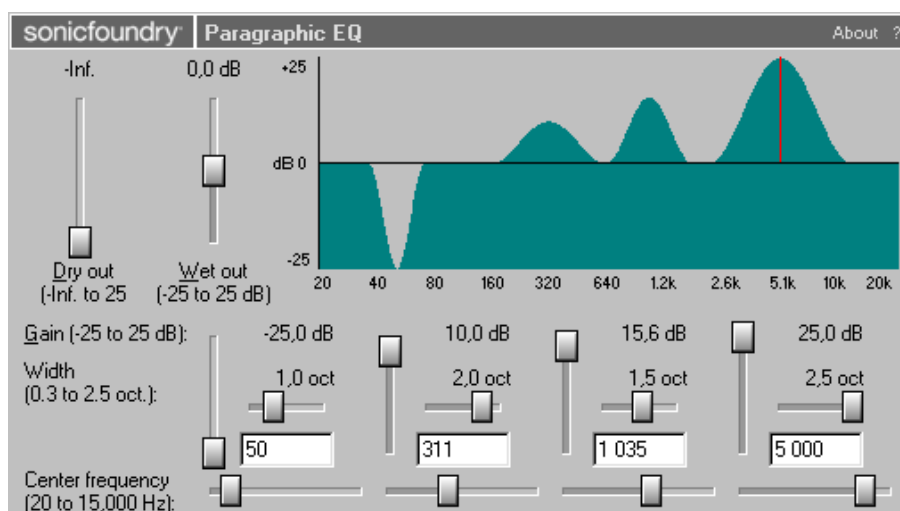 sonicfoundry Paragraphic EQ About ?
-Inf. 0,0 dB +25
dB 0
-25
Dry out Wet out
(-Inf. to 25 (-25 to 25 dB)
20 40 80 160 320 640 1.2k 2.6k 5.1k 10k 20k
Gain (-25 to 25 dB): -25,0 dB 10,0 dB 15,6 dB 25,0 dB
Width
(0.3 to 2.5 oct.): 1,0 oct 2,0 oct 1,5 oct 2,5 oct
50 311 1 035 5 000
Center frequency
(20 to 15,000 Hz):